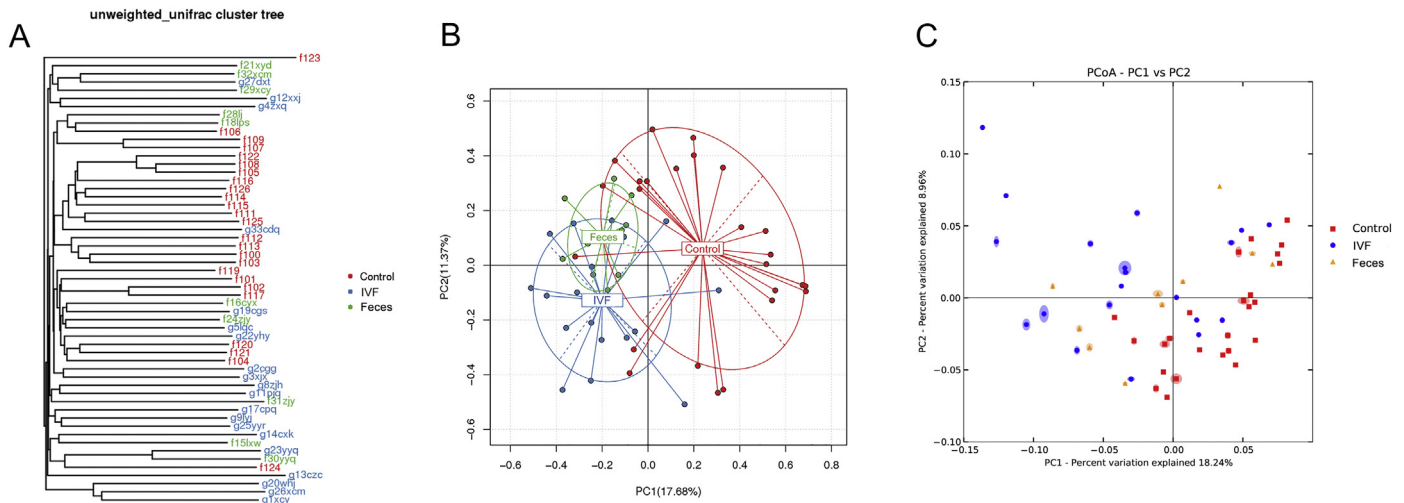 unweighted_unifrac cluster tree
A
f123
f21xyd
f32xcm
g27dxt
f29xcy
g12xxj
g4zxq
f28lj
f18lps
f106
f109
f107
f122
f108
f105
f116
f126
f114
f115
f111
f125
g33cdq
f112
f113
f100
f103
f119
f101
f102
f117
f16cyx
g19cgs
f24zjy
g5lqc
g22yhy
f120
f121
f104
g2cgg
g3xjx
g8zjh
g11pjq
f31zjy
g17cpq
g9lyj
g25yyr
g14cxk
f15lxw
g23yyq
f30yyq
f124
g13czc
g20whj
g26xcm
g1xcy
Control
IVF
Feces
B
PC2(11.37%)
0.6
0.4
0.2
0.0
−0.2
−0.4
−0.6
Feces
Control
IVF
−0.6 −0.4 −0.2 0.0 0.2 0.4 0.6 0.8
PC1(17.68%)
C
PCoA - PC1 vs PC2
PC2 - Percent variation explained 8.96%
0.15
0.10
0.05
0.00
−0.05
−0.10
−0.15 −0.10 −0.05 0.00 0.05 0.10
PC1 - Percent variation explained 18.24%
Control
IVF
Feces